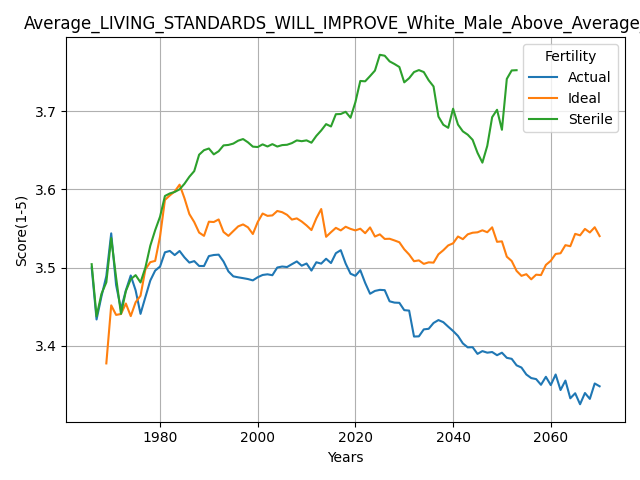 Average_LIVING_STANDARDS_WILL_IMPROVE_White_Male_Above_Average_
Fertility
Actual
Ideal
Sterile
Score(1-5)
3.7
3.6
3.5
3.4
1980 2000 2020 2040 2060
Years